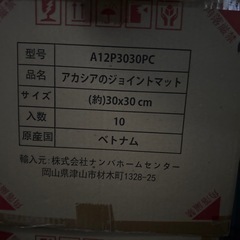 型号 A12P3030PC
品名 アカシアのジョイントマット
サイズ (約)30x30 cm
入数 10
原産国 ベトナム
輸入元: 株式会社ナンバホームセンター
岡山県津山市材木町1328-25